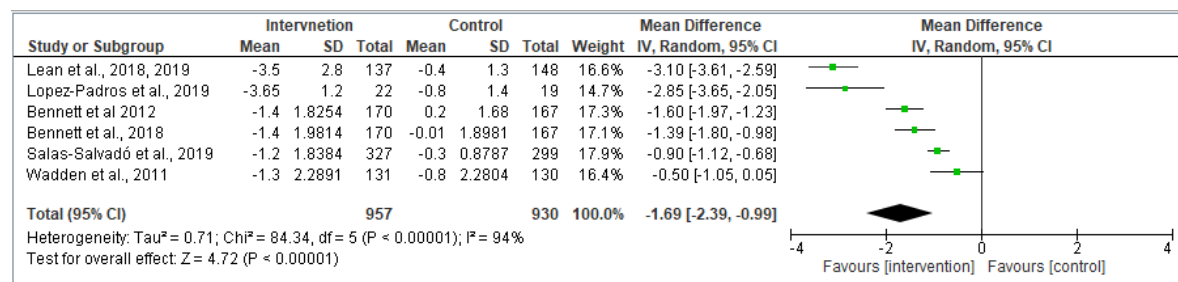 Intervnetion Control Mean Difference Mean Difference
Study or Subgroup Mean SD Total Mean SD Total Weight IV, Random, 95% CI IV, Random, 95% CI
Lean et al., 2018, 2019 -3.5 2.8 137 -0.4 1.3 148 16.6% -3.10 [-3.61, -2.59]
Lopez-Padros et al., 2019 -3.65 1.2 22 -0.8 1.4 19 14.7% -2.85 [-3.65, -2.05]
Bennett et al 2012 -1.4 1.8254 170 0.2 1.68 167 17.3% -1.60 [-1.97, -1.23]
Bennett et al., 2018 -1.4 1.9814 170 -0.01 1.8981 167 17.1% -1.39 [-1.80, -0.98]
Salas-Salvadó et al., 2019 -1.2 1.8384 327 -0.3 0.8787 299 17.9% -0.90 [-1.12, -0.68]
Wadden et al., 2011 -1.3 2.2891 131 -0.8 2.2804 130 16.4% -0.50 [-1.05, 0.05]
Total (95% CI) 957 930 100.0% -1.69 [-2.39, -0.99]
Heterogeneity: Tau² = 0.71; Chi² = 84.34, df = 5 (P < 0.00001); I² = 94%
Test for overall effect: Z = 4.72 (P < 0.00001)
-4 -2 0 2 4
Favours [intervention] Favours [control]